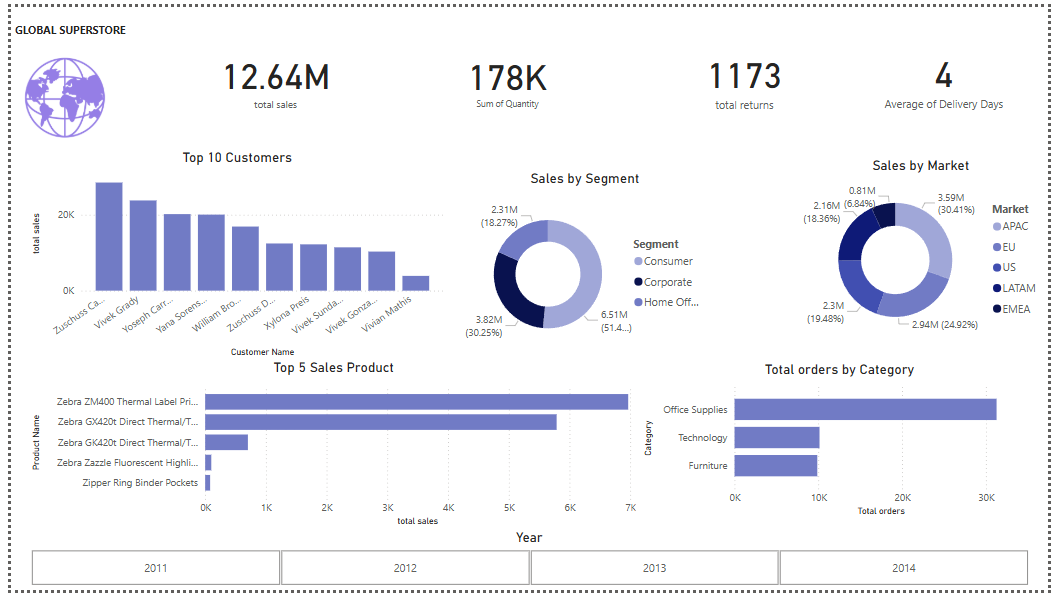 GLOBAL SUPERSTORE
12.64M
total sales
178K
Sum of Quantity
1173
total returns
4
Average of Delivery Days
Top 10 Customers
total sales
20K
0K
Zuschuss Ca...
Vivek Grady
Yoseph Carr...
Yana Sorens...
William Bro...
Zuschuss D...
Xylona Preis
Vivek Sunda...
Vivek Gonza...
Vivian Mathis
Customer Name
Sales by Segment
2.31M
(18.27%)
3.82M
(30.25%)
6.51M
(51.4...)
Segment
Consumer
Corporate
Home Off...
Sales by Market
0.81M
(6.84%)
2.16M
(18.36%)
3.59M
(30.41%)
2.3M
(19.48%)
2.94M (24.92%)
Market
APAC
EU
US
LATAM
EMEA
Top 5 Sales Product
Product Name
Zebra ZM400 Thermal Label Pri...
Zebra GX420t Direct Thermal/T...
Zebra GK420t Direct Thermal/T...
Zebra Zazzle Fluorescent Highli...
Zipper Ring Binder Pockets
0K 1K 2K 3K 4K 5K 6K 7K
total sales
Total orders by Category
Category
Office Supplies
Technology
Furniture
0K 10K 20K 30K
Total orders
Year
2011 2012 2013 2014